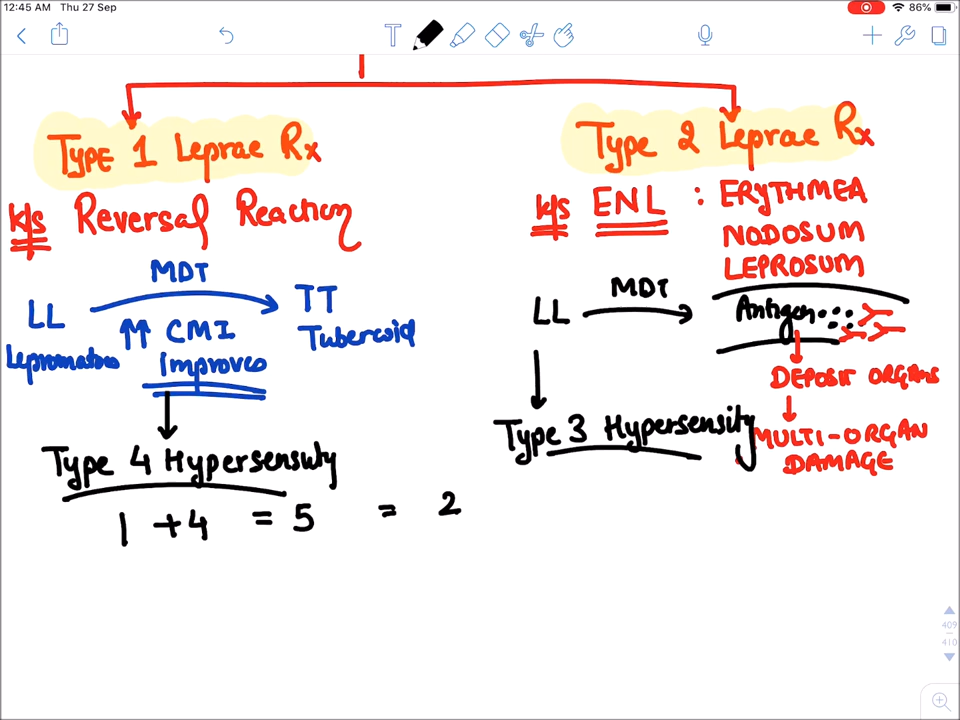 12:45 AM Thu 27 Sep
86%
T
TYPE 1 Leprae Rx
k/s Reversal Reaction
MDT
LL
TT
↑↑ CMI
Tubercoid
Lepromatous
Improves
Type 4 Hypersensivity
1 + 4 = 5 = 2
Type 2 Leprae Rx
k/s ENL : ERYTHMEA
NODOSUM
LEPROSUM
MDT
LL
Antigen
DEPOSIT ORGANS
Type 3 Hypersensity
MULTI-ORGAN
DAMAGE
409
410